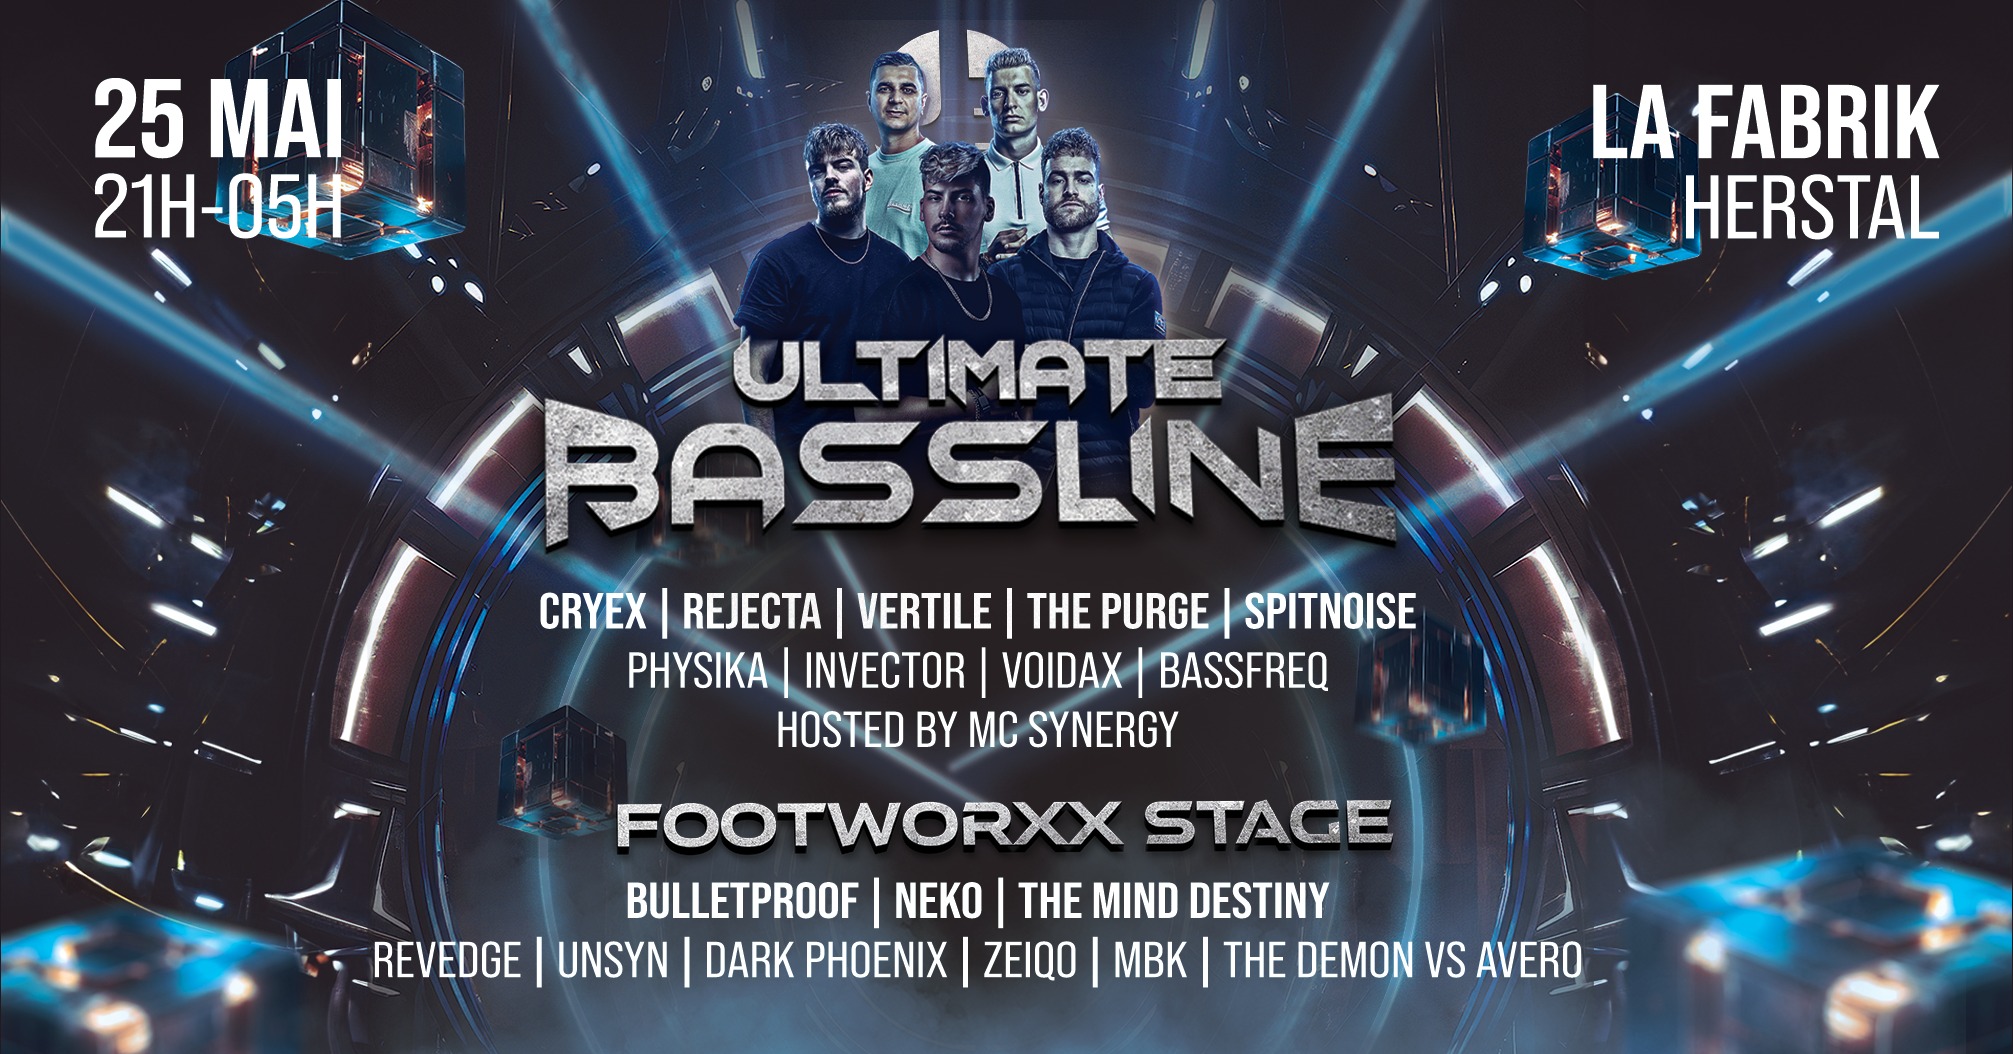 25 MAI
21H-05H
LA FABRIK
HERSTAL
ULTIMATE
BASSLINE
CRYEX | REJECTA | VERTILE | THE PURGE | SPITNOISE
PHYSIKA | INVECTOR | VOIDAX | BASSFREQ
HOSTED BY MC SYNERGY
FOOTWORXX STAGE
BULLETPROOF | NEKO | THE MIND DESTINY
REVEDGE | UNSYN | DARK PHOENIX | ZEIQO | MBK | THE DEMON VS AVERO